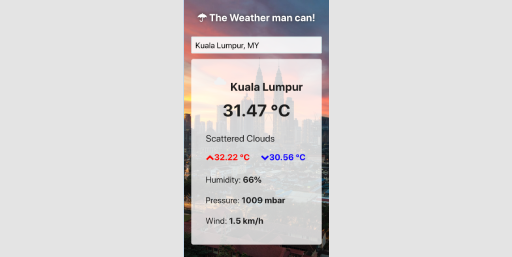 The Weather man can!
Kuala Lumpur, MY
Kuala Lumpur
31.47 °C
Scattered Clouds
32.22 °C 30.56 °C
Humidity: 66%
Pressure: 1009 mbar
Wind: 1.5 km/h